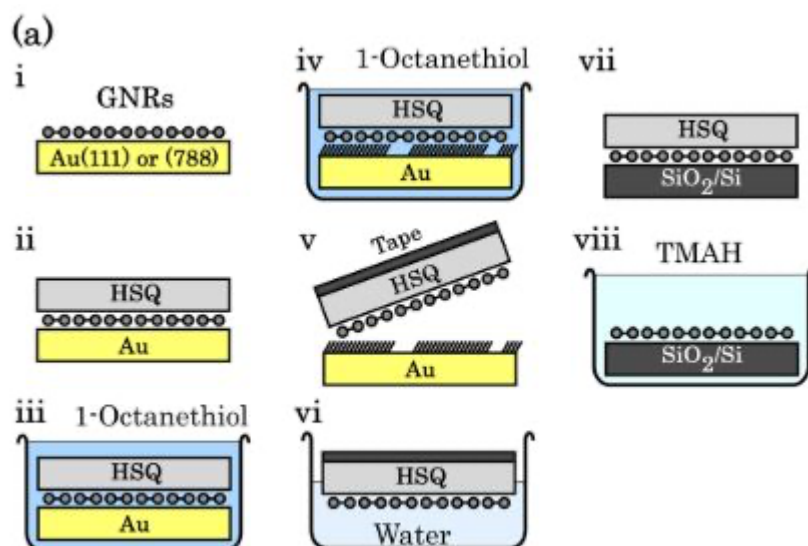 (a)
i
GNRs
Au(111) or (788)
ii
HSQ
Au
iii 1-Octanethiol
HSQ
Au
iv 1-Octanethiol
HSQ
Au
v
Tape
HSQ
Au
vi
HSQ
Water
vii
HSQ
SiO₂/Si
viii
TMAH
SiO₂/Si